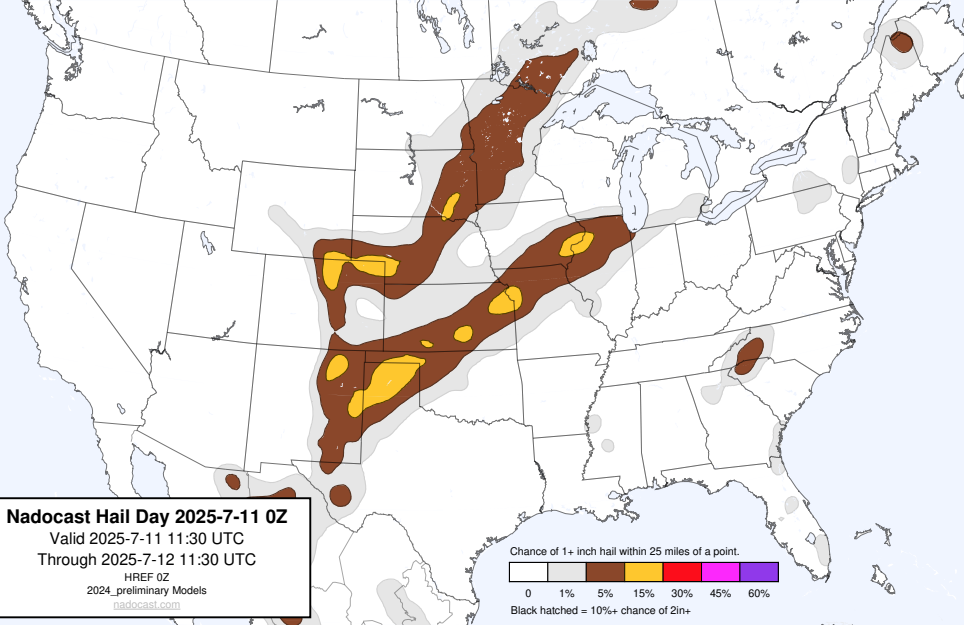 Nadocast Hail Day 2025-7-11 0Z
Valid 2025-7-11 11:30 UTC
Through 2025-7-12 11:30 UTC
HREF 0Z
2024_preliminary Models
nadocast.com
Chance of 1+ inch hail within 25 miles of a point.
0 1% 5% 15% 30% 45% 60%
Black hatched = 10%+ chance of 2in+